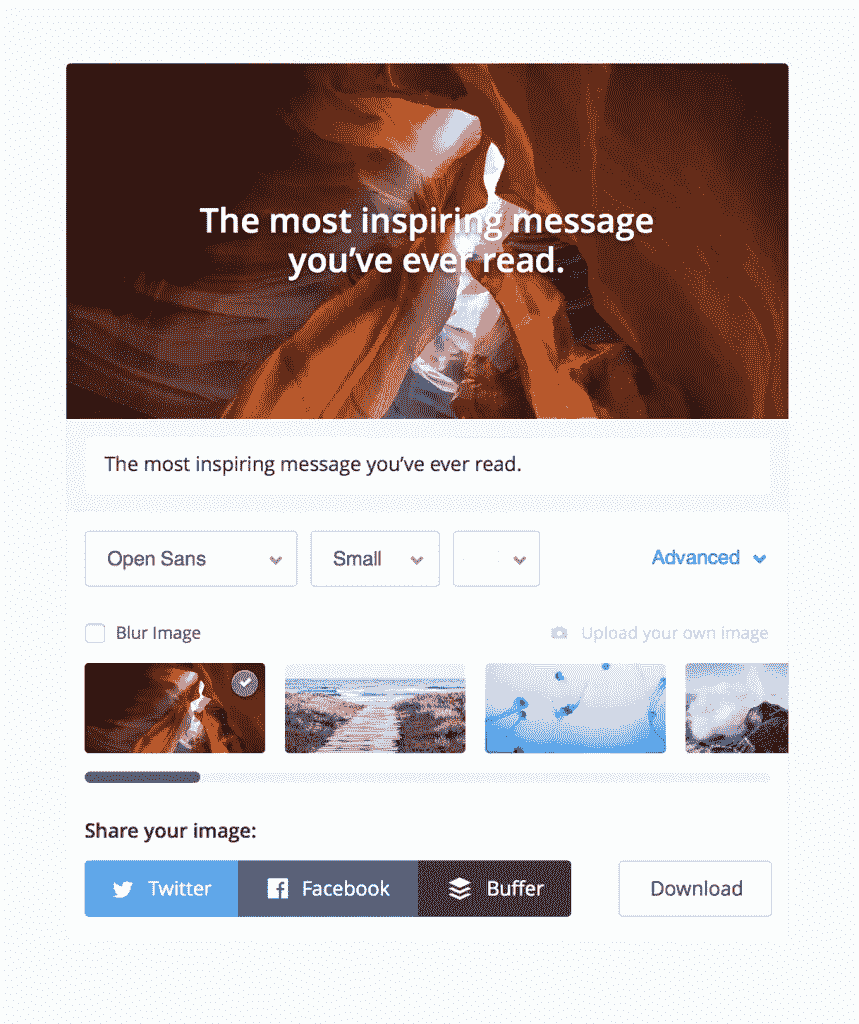 The most inspiring message
you’ve ever read.
The most inspiring message you’ve ever read.
Open Sans
Small
Advanced
Blur Image
Upload your own image
Share your image:
Twitter
Facebook
Buffer
Download